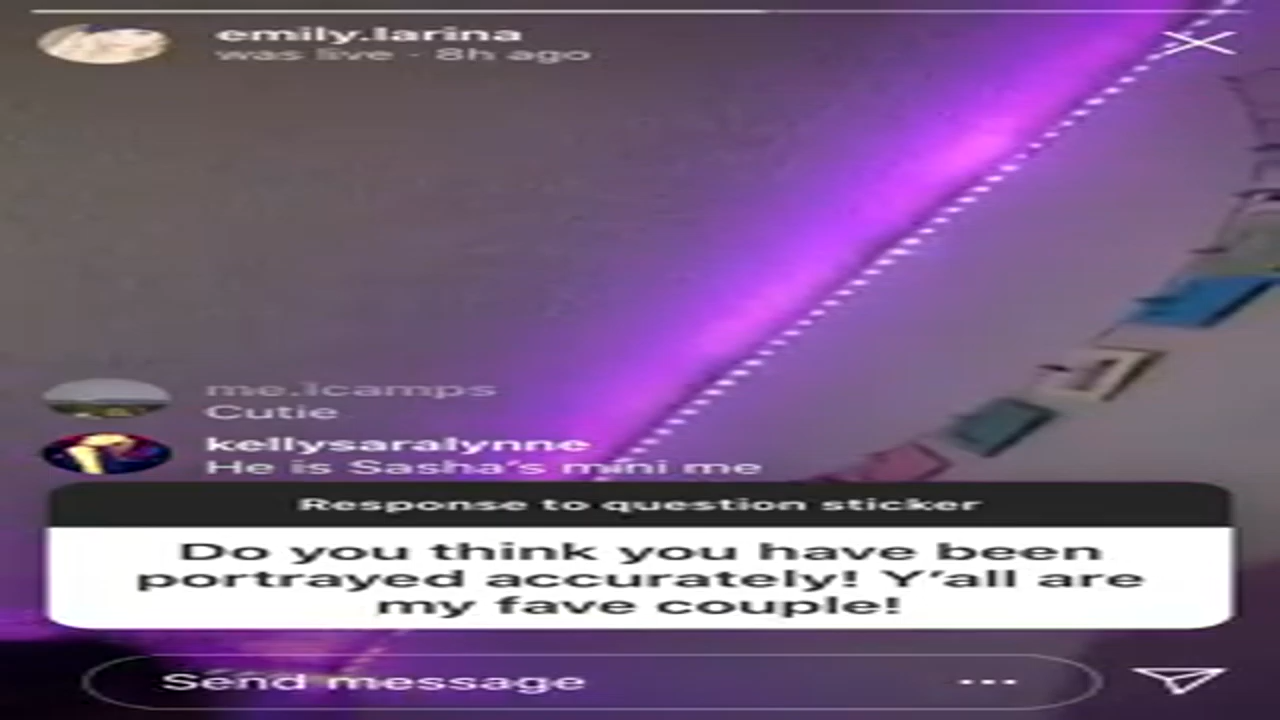 emily.larina
was live · 8h ago
me.1camps
Cutie
kellysaralynne
He is Sasha's mini me
Response to question sticker
Do you think you have been
portrayed accurately! Y'all are
my fave couple!
Send message